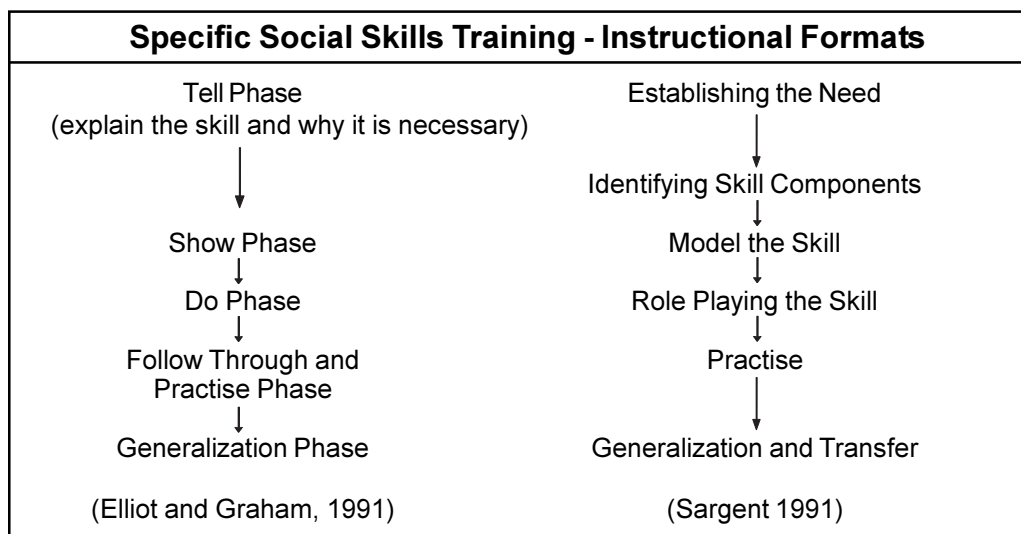 Specific Social Skills Training - Instructional Formats
Tell Phase
(explain the skill and why it is necessary)
Show Phase
Do Phase
Follow Through and
Practise Phase
Generalization Phase
(Elliot and Graham, 1991)
Establishing the Need
Identifying Skill Components
Model the Skill
Role Playing the Skill
Practise
Generalization and Transfer
(Sargent 1991)